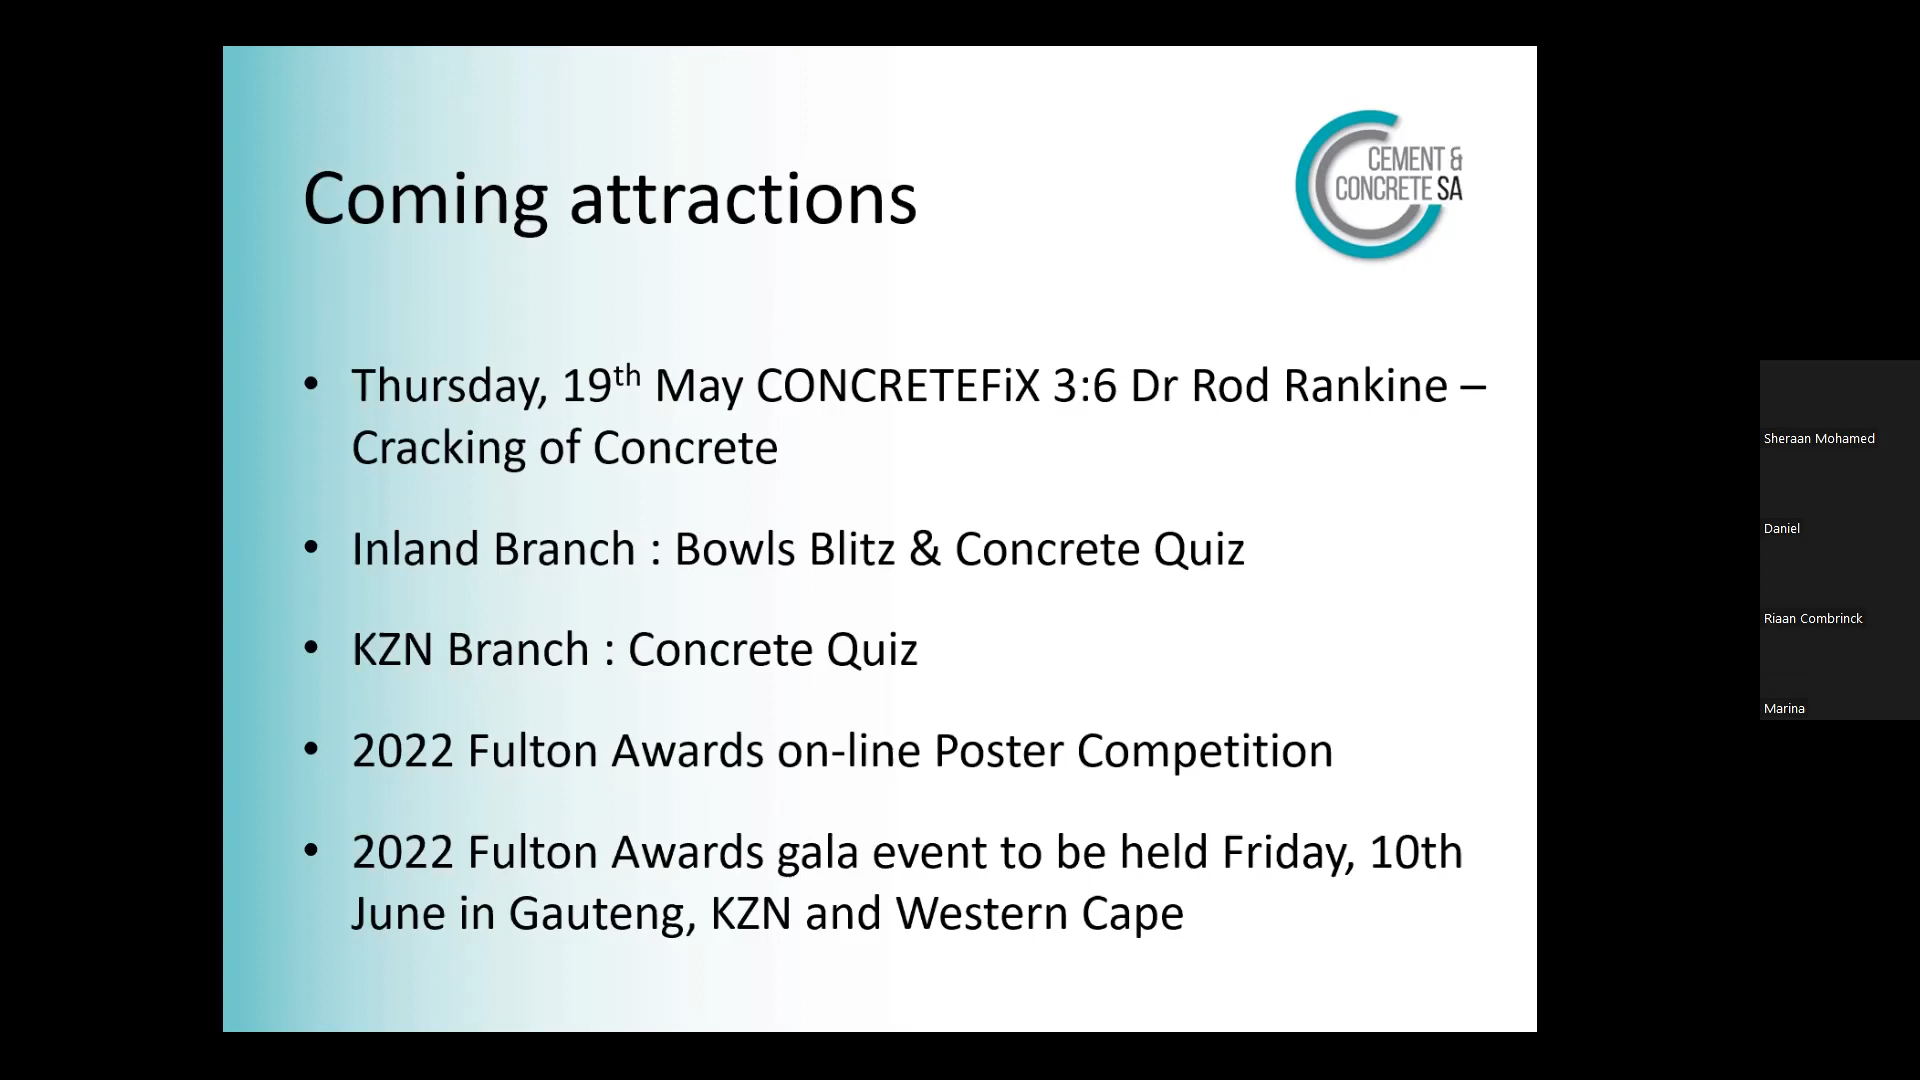 CEMENT &
CONCRETE SA
Coming attractions
• Thursday, 19th May CONCRETEFiX 3:6 Dr Rod Rankine –
Cracking of Concrete
• Inland Branch : Bowls Blitz & Concrete Quiz
• KZN Branch : Concrete Quiz
• 2022 Fulton Awards on-line Poster Competition
• 2022 Fulton Awards gala event to be held Friday, 10th
June in Gauteng, KZN and Western Cape
Sheraan Mohamed
Daniel
Riaan Combrinck
Marina